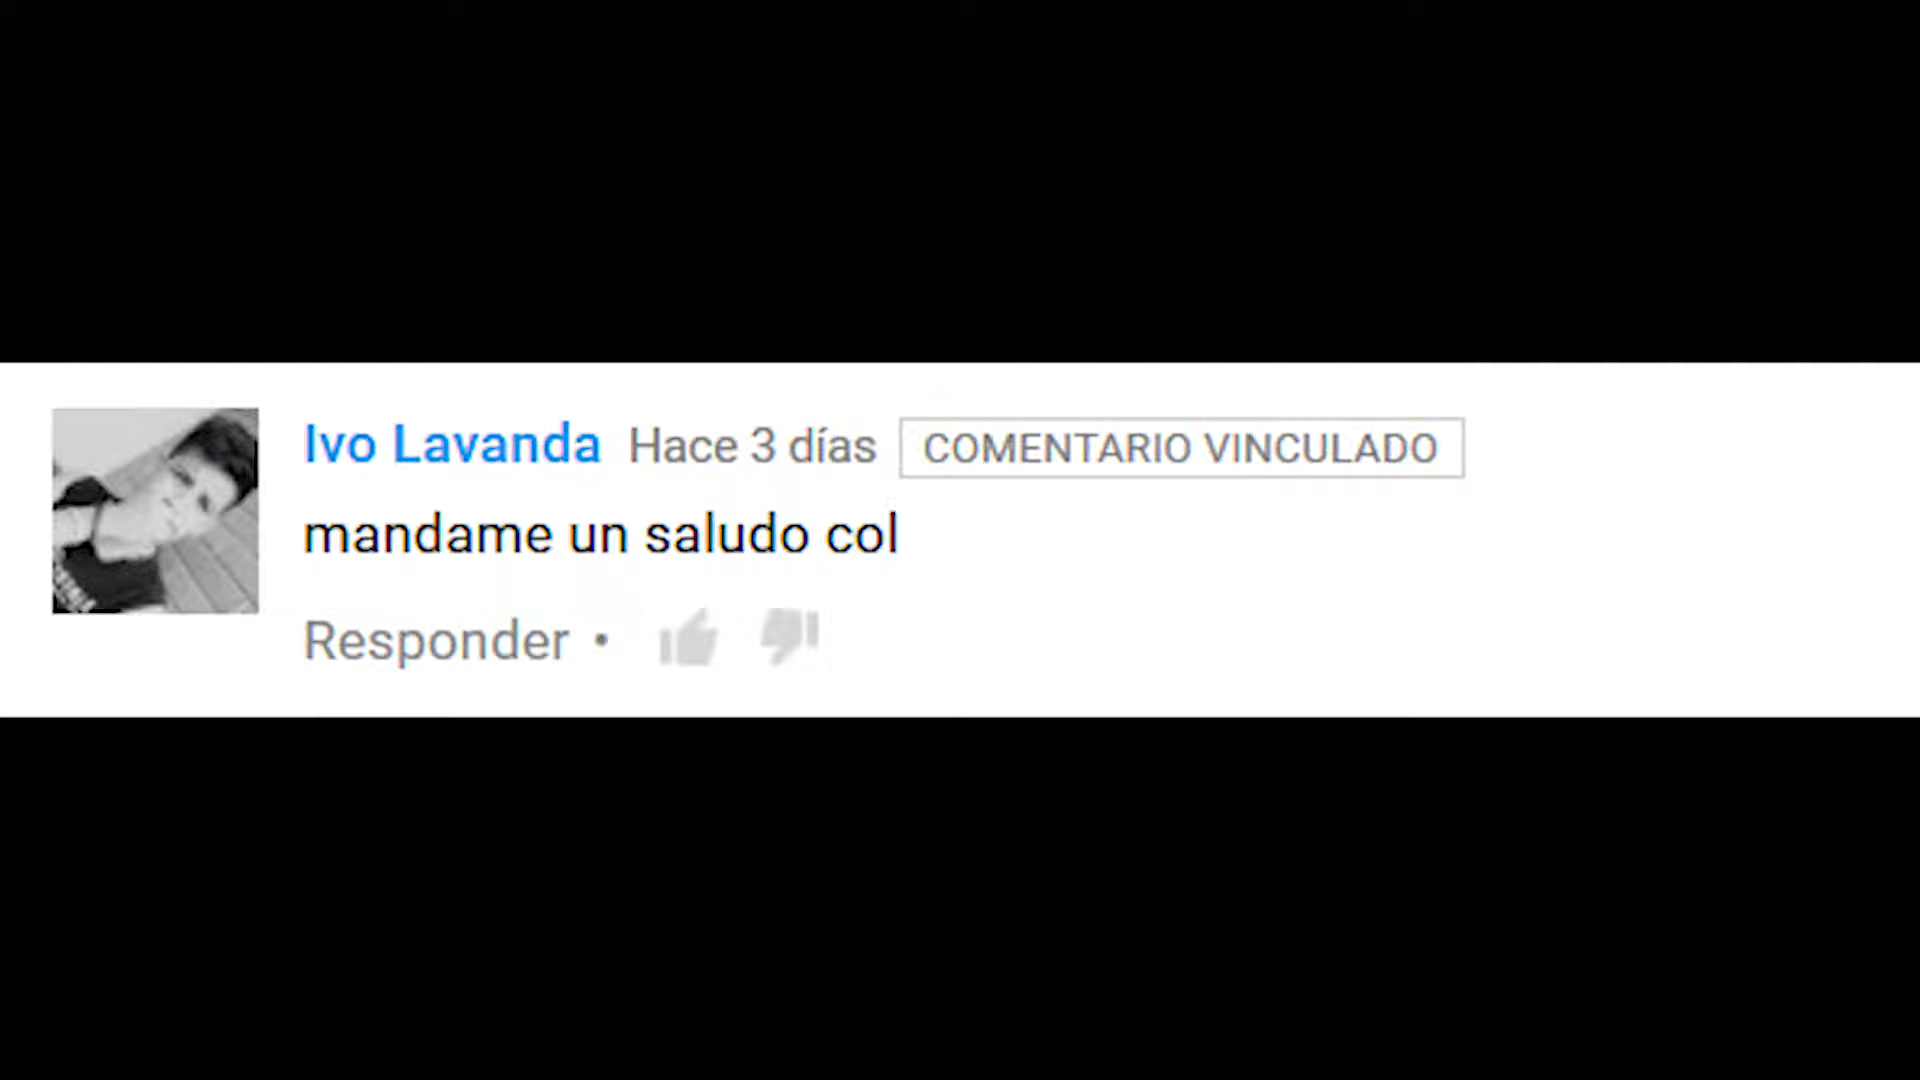 Ivo Lavanda Hace 3 días COMENTARIO VINCULADO
mandame un saludo col
Responder •